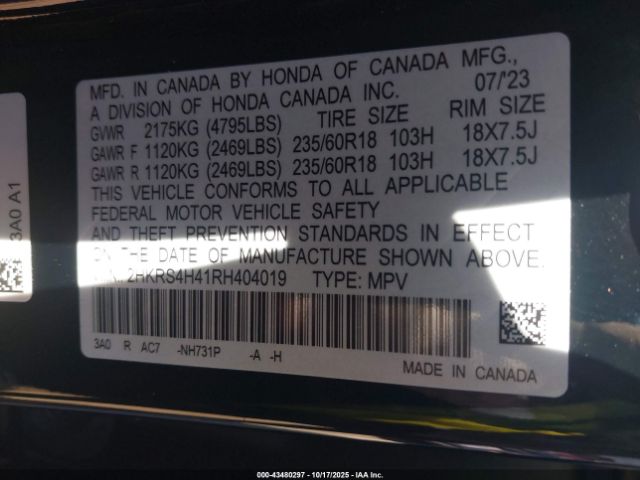 MFD. IN CANADA BY HONDA OF CANADA MFG.,
A DIVISION OF HONDA CANADA INC. 07/'23
GVWR 2175KG (4795LBS) TIRE SIZE RIM SIZE
GAWR F 1120KG (2469LBS) 235/60R18 103H 18X7.5J
GAWR R 1120KG (2469LBS) 235/60R18 103H 18X7.5J
THIS VEHICLE CONFORMS TO ALL APPLICABLE
FEDERAL MOTOR VEHICLE SAFETY
AND THEFT PREVENTION STANDARDS IN EFFECT
ON THE DATE OF MANUFACTURE SHOWN ABOVE.
2HKRS4H41RH404019 TYPE: MPV
3A0 R AC7 -NH731P -A -H
MADE IN CANADA
3A0 A1
000-43480297 - 10/17/2025 - IAA Inc.